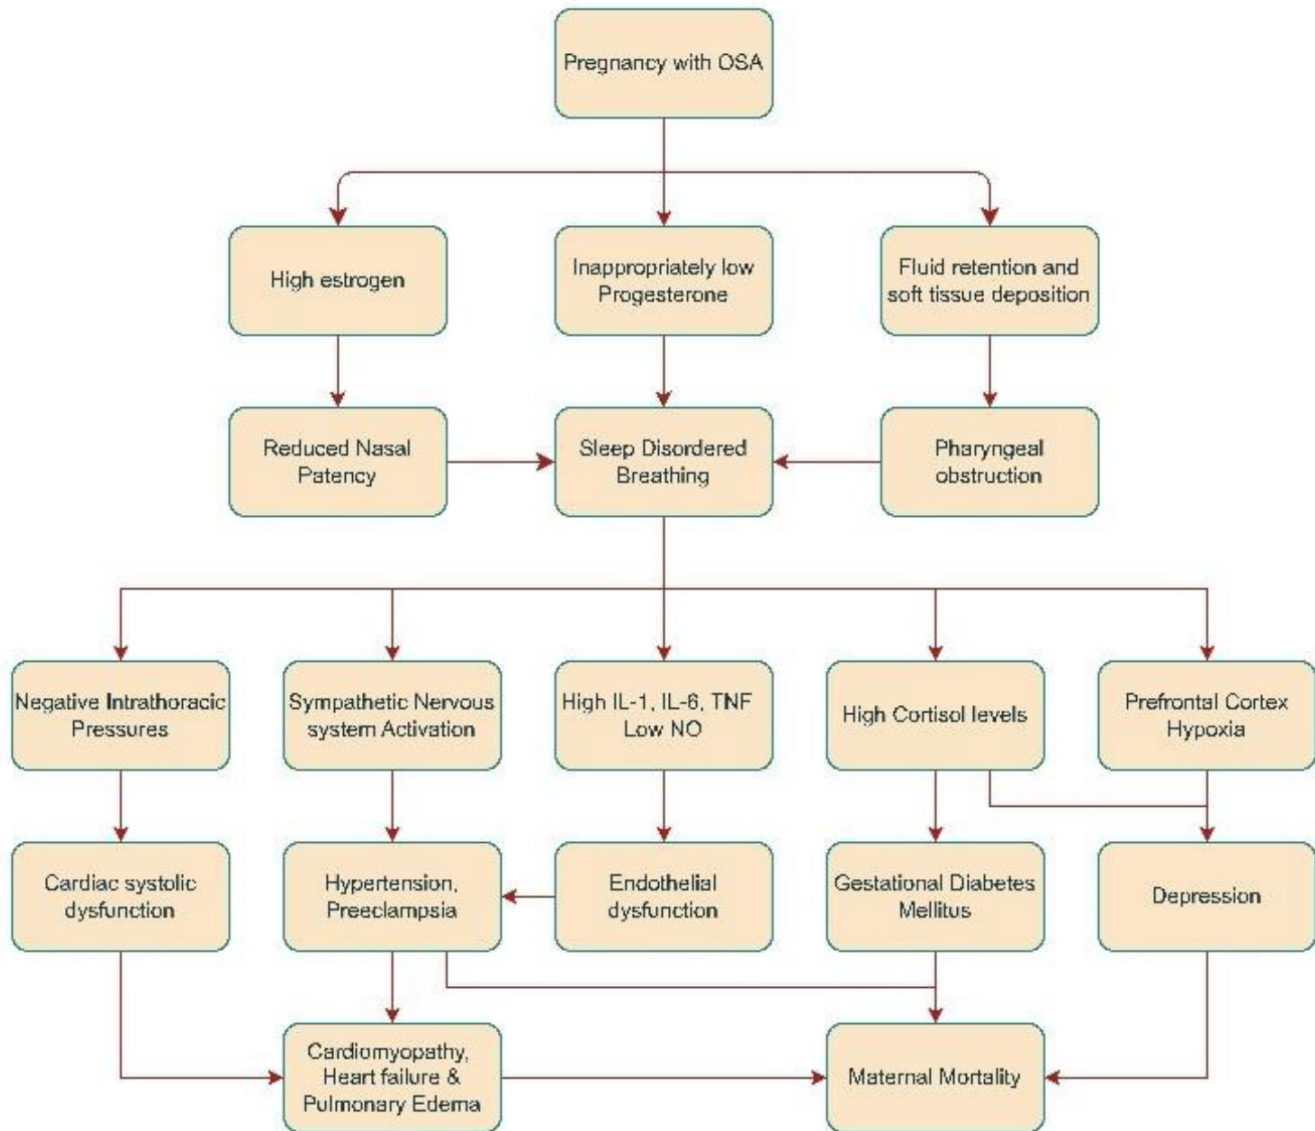 Pregnancy with OSA
High estrogen
Inappropriately low
Progesterone
Fluid retention and
soft tissue deposition
Reduced Nasal
Patency
Sleep Disordered
Breathing
Pharyngeal
obstruction
Negative Intrathoracic
Pressures
Sympathetic Nervous
system Activation
High IL-1, IL-6, TNF
Low NO
High Cortisol levels
Prefrontal Cortex
Hypoxia
Cardiac systolic
dysfunction
Hypertension,
Preeclampsia
Endothelial
dysfunction
Gestational Diabetes
Mellitus
Depression
Cardiomyopathy,
Heart failure &
Pulmonary Edema
Maternal Mortality